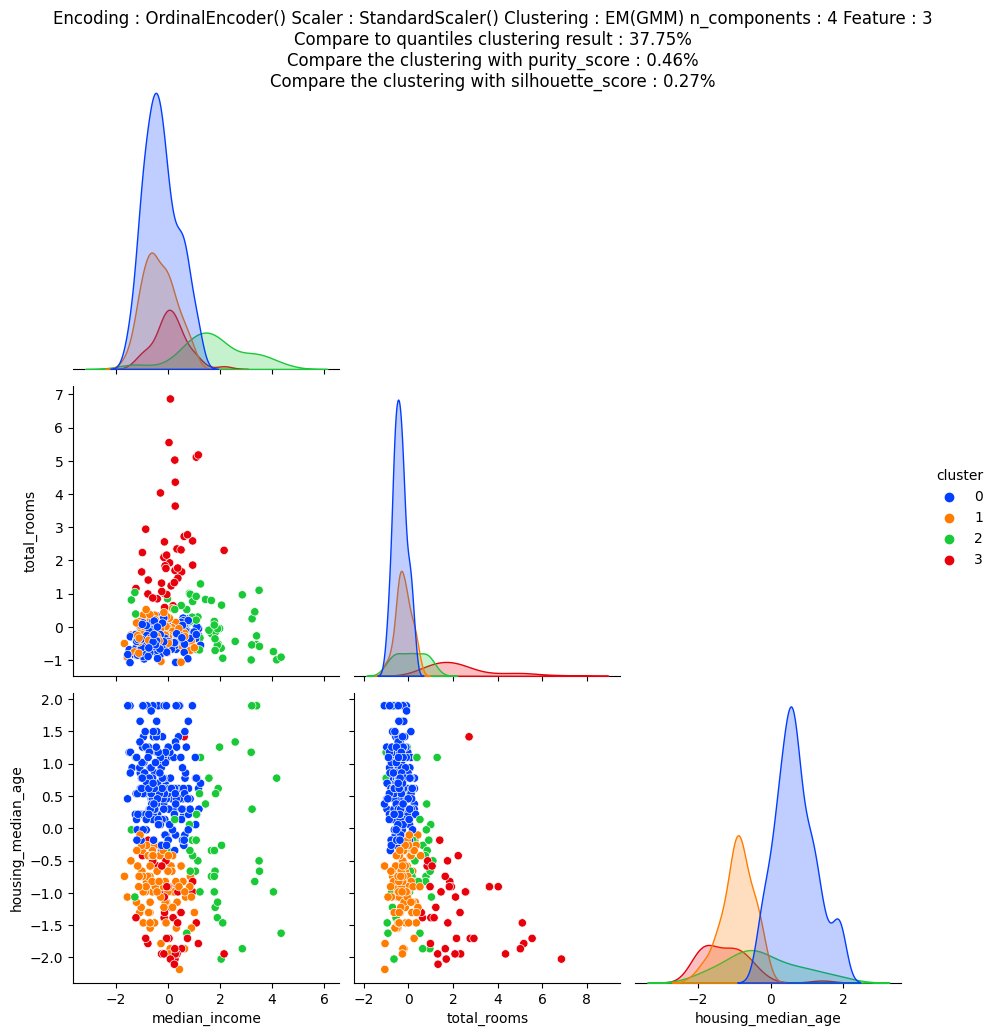 Encoding : OrdinalEncoder() Scaler : StandardScaler() Clustering : EM(GMM) n_components : 4 Feature : 3
Compare to quantiles clustering result : 37.75%
Compare the clustering with purity_score : 0.46%
Compare the clustering with silhouette_score : 0.27%
7
6
5
4
3
2
1
0
−1
total_rooms
cluster
0
1
2
3
2.0
1.5
1.0
0.5
0.0
−0.5
−1.0
−1.5
−2.0
housing_median_age
−2 0 2 4 6
median_income
−2 0 2 4 6 8
total_rooms
−2 0 2
housing_median_age